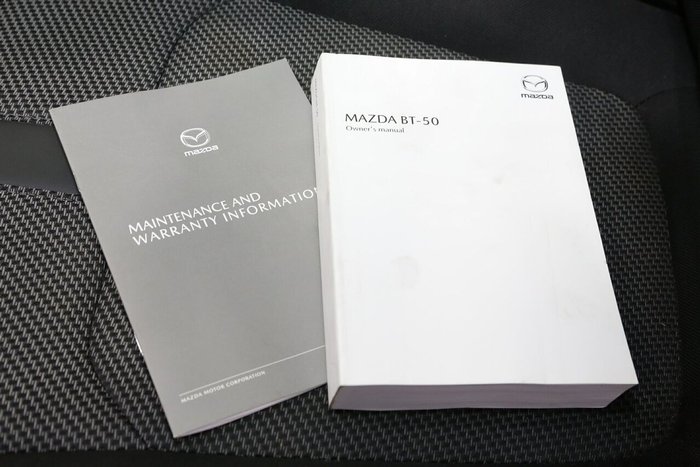 mazda
MAINTENANCE AND
WARRANTY INFORMATION
MAZDA MOTOR CORPORATION
mazda
MAZDA BT-50
Owner's manual